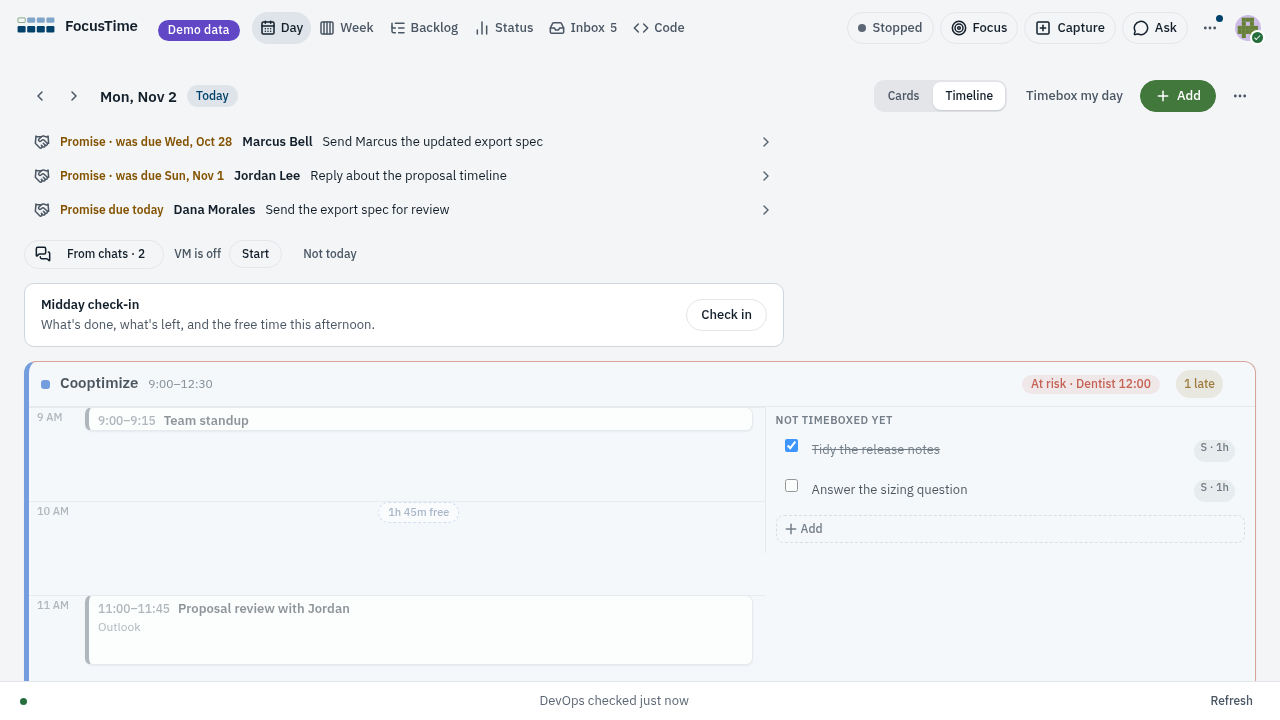 FocusTime
Demo data
Day
Week
Backlog
Status
Inbox 5
Code
Stopped
Focus
Capture
Ask
Mon, Nov 2
Today
Cards
Timeline
Timebox my day
Add
Promise · was due Wed, Oct 28 Marcus Bell Send Marcus the updated export spec
Promise · was due Sun, Nov 1 Jordan Lee Reply about the proposal timeline
Promise due today Dana Morales Send the export spec for review
From chats · 2
VM is off
Start
Not today
Midday check-in
What's done, what's left, and the free time this afternoon.
Check in
Cooptimize 9:00–12:30
At risk · Dentist 12:00
1 late
9 AM
9:00–9:15 Team standup
10 AM
1h 45m free
11 AM
11:00–11:45 Proposal review with Jordan
Outlook
NOT TIMEBOXED YET
Tidy the release notes
S · 1h
Answer the sizing question
S · 1h
Add
DevOps checked just now
Refresh